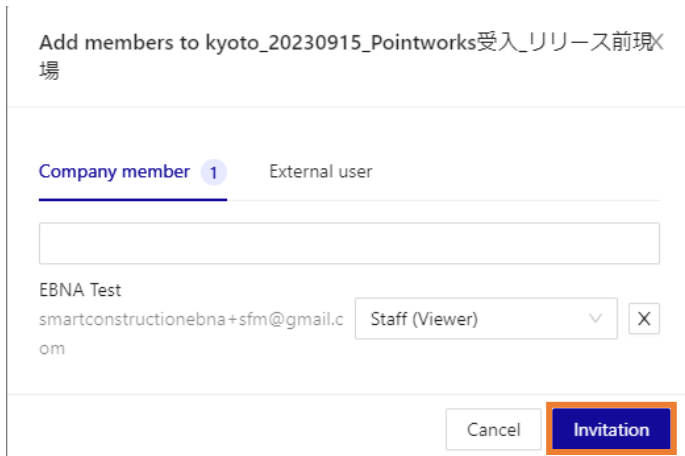 Add members to kyoto_20230915_Pointworks受入_リリース前現
X
場
Company member 1 External user
EBNA Test
smartconstructionebna+sfm@gmail.c
om
Staff (Viewer)
X
Cancel Invitation